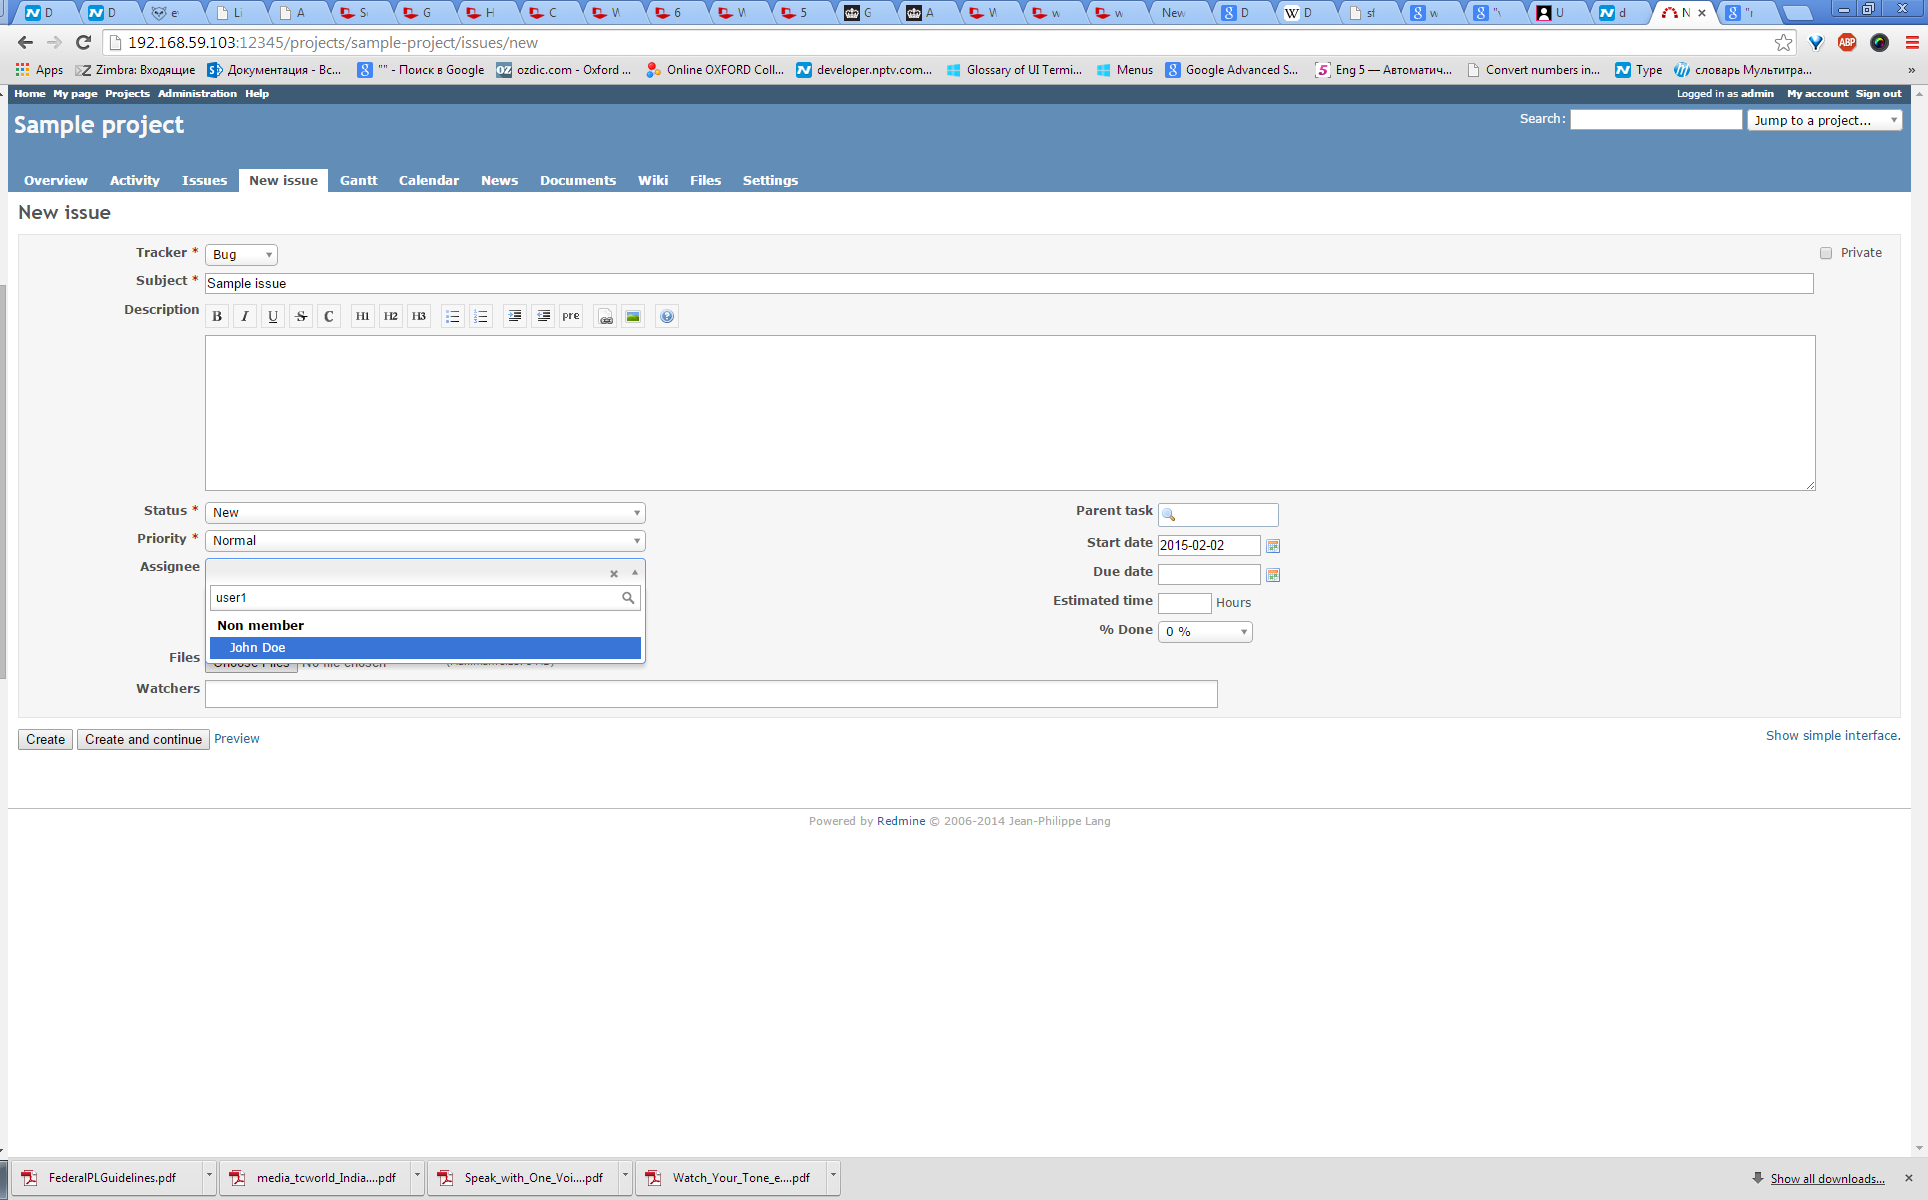 D
D
e
Li
A
S
G
H
C
W
6
W
5
G
A
W
w
w
New
D
D
sf
w
"v
U
d
N
"r
192.168.59.103:12345/projects/sample-project/issues/new
Apps
Zimbra: Входящие
Документация - Вс...
"" - Поиск в Google
ozdic.com - Oxford ...
Online OXFORD Coll...
developer.nptv.com...
Glossary of UI Termi...
Menus
Google Advanced S...
Eng 5 — Автоматич...
Convert numbers in...
Type
словарь Мультитра...
»
Home My page Projects Administration Help
Logged in as admin My account Sign out
Sample project
Search:
Jump to a project...
Overview Activity Issues New issue Gantt Calendar News Documents Wiki Files Settings
New issue
Tracker * Bug
Private
Subject * Sample issue
Description B I U S C H1 H2 H3 pre
Status * New
Parent task
Priority * Normal
Start date 2015-02-02
Assignee
Due date
user1
Estimated time Hours
Non member
% Done 0 %
John Doe
Files
Watchers
Create Create and continue Preview
Show simple interface.
Powered by Redmine © 2006-2014 Jean-Philippe Lang
FederalPLGuidelines.pdf
media_tcworld_India....pdf
Speak_with_One_Voi....pdf
Watch_Your_Tone_e....pdf
Show all downloads...